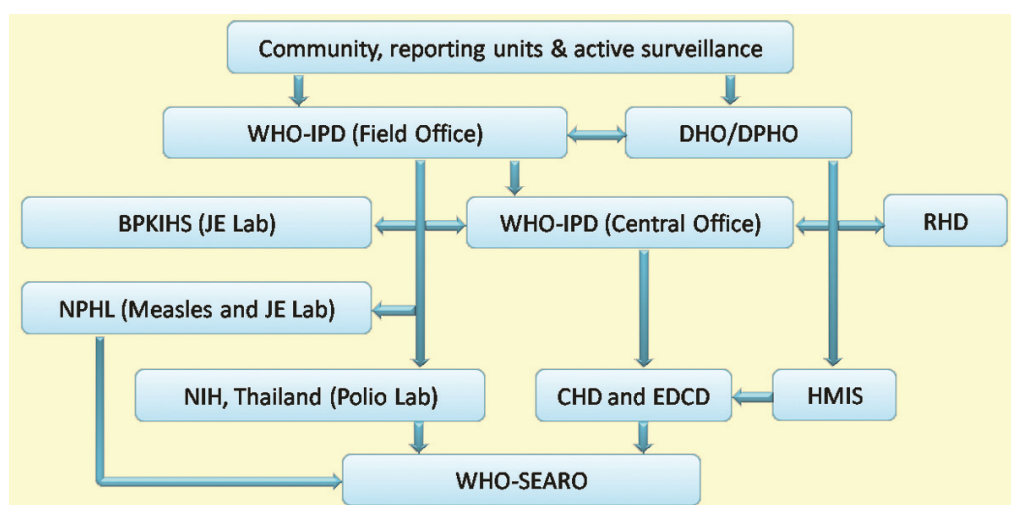 Community, reporting units & active surveillance
WHO-IPD (Field Office)
DHO/DPHO
BPKIHS (JE Lab)
WHO-IPD (Central Office)
RHD
NPHL (Measles and JE Lab)
NIH, Thailand (Polio Lab)
CHD and EDCD
HMIS
WHO-SEARO